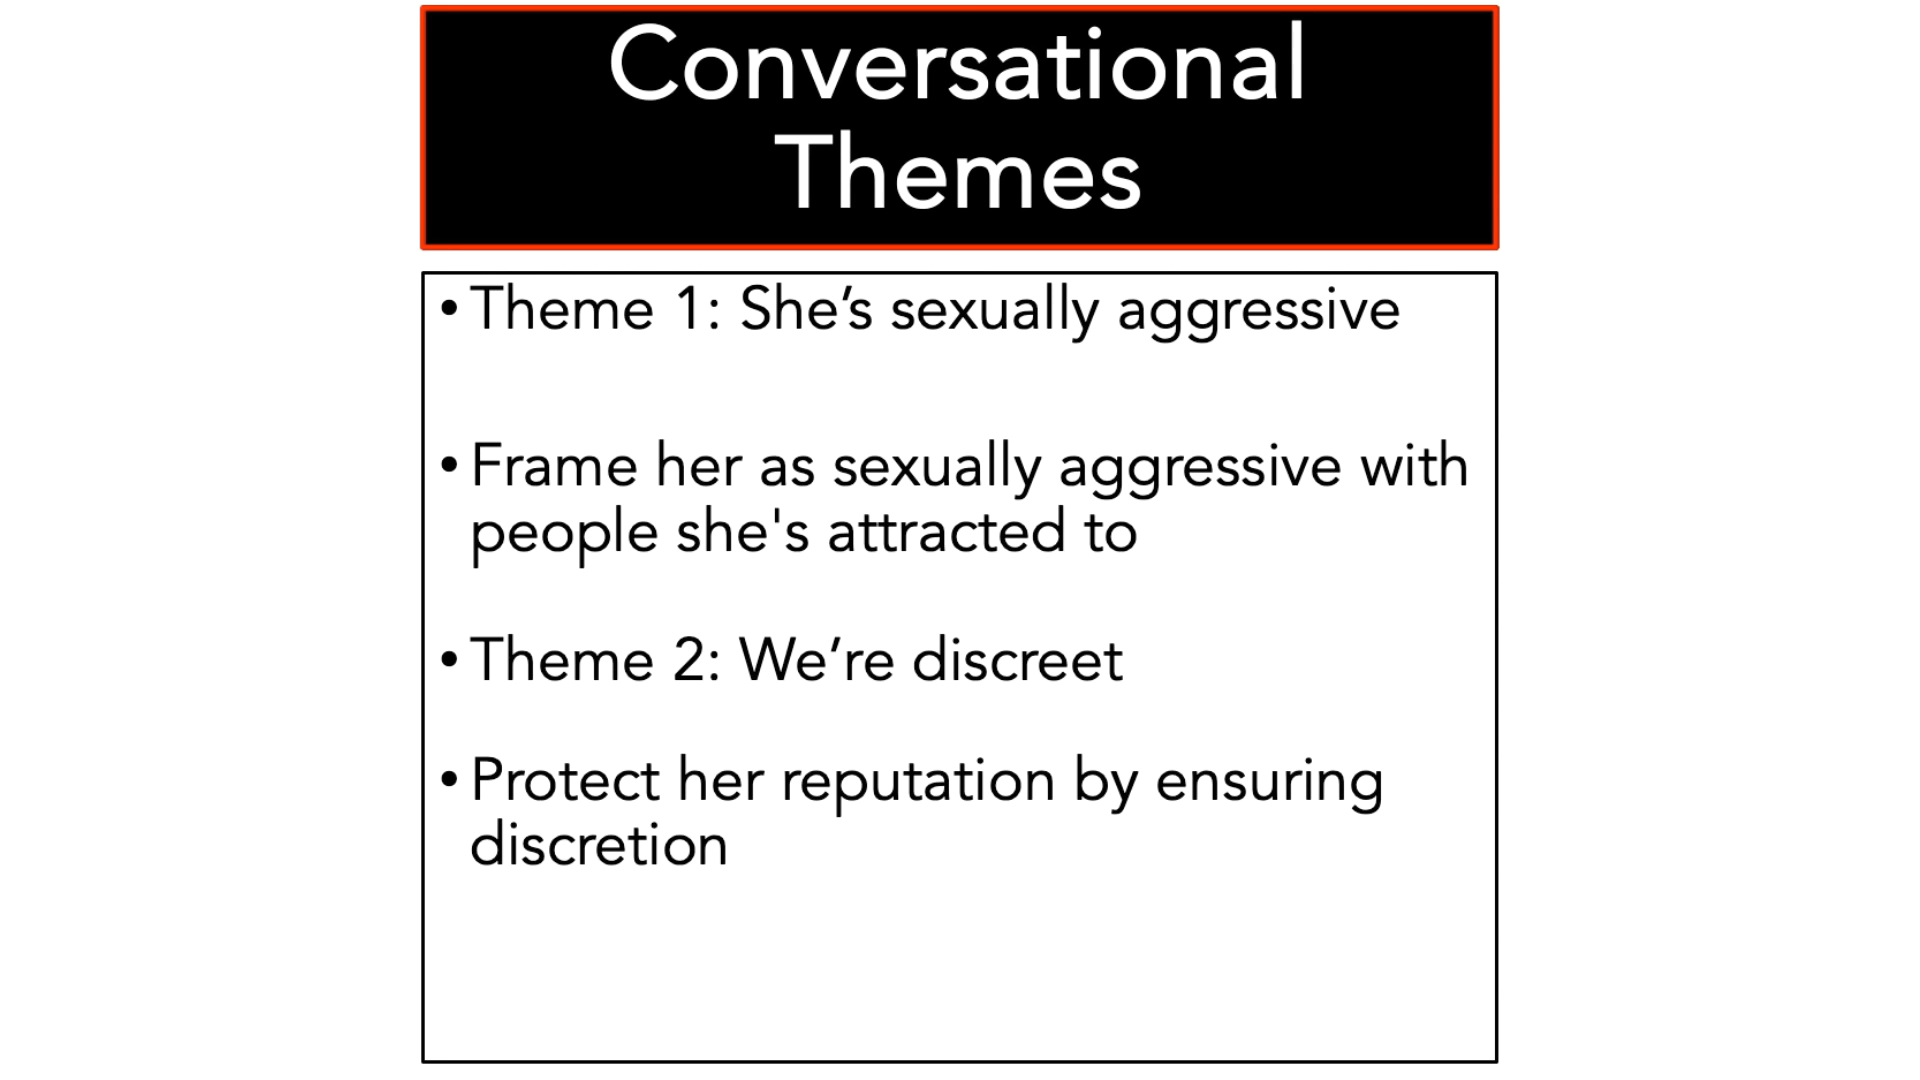 Conversational
Themes
• Theme 1: She’s sexually aggressive
• Frame her as sexually aggressive with
people she's attracted to
• Theme 2: We’re discreet
• Protect her reputation by ensuring
discretion